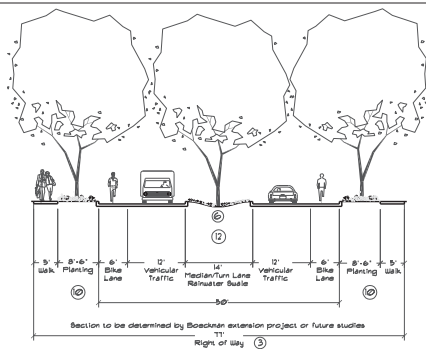 6
12
5' 8'-6" 6' 12' 14' 12' 6' 8'-6" 5'
Walk Planting Bike Lane Vehicular Traffic Median/Turn Lane Rainwater Swale Vehicular Traffic Bike Lane Planting Walk
10 10
50'
Section to be determined by Boeckman extension project or future studies
77'
Right of Way 3